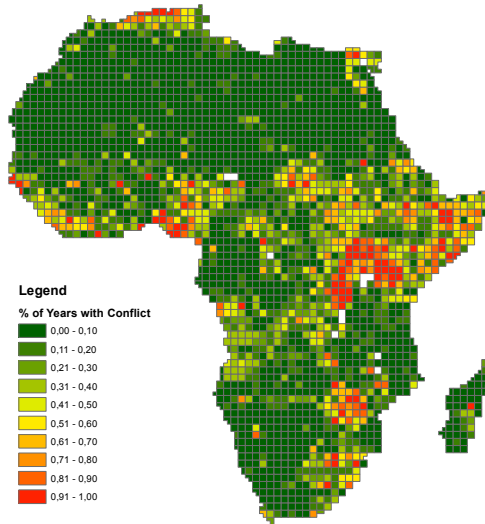 Legend
% of Years with Conflict
0,00 - 0,10
0,11 - 0,20
0,21 - 0,30
0,31 - 0,40
0,41 - 0,50
0,51 - 0,60
0,61 - 0,70
0,71 - 0,80
0,81 - 0,90
0,91 - 1,00